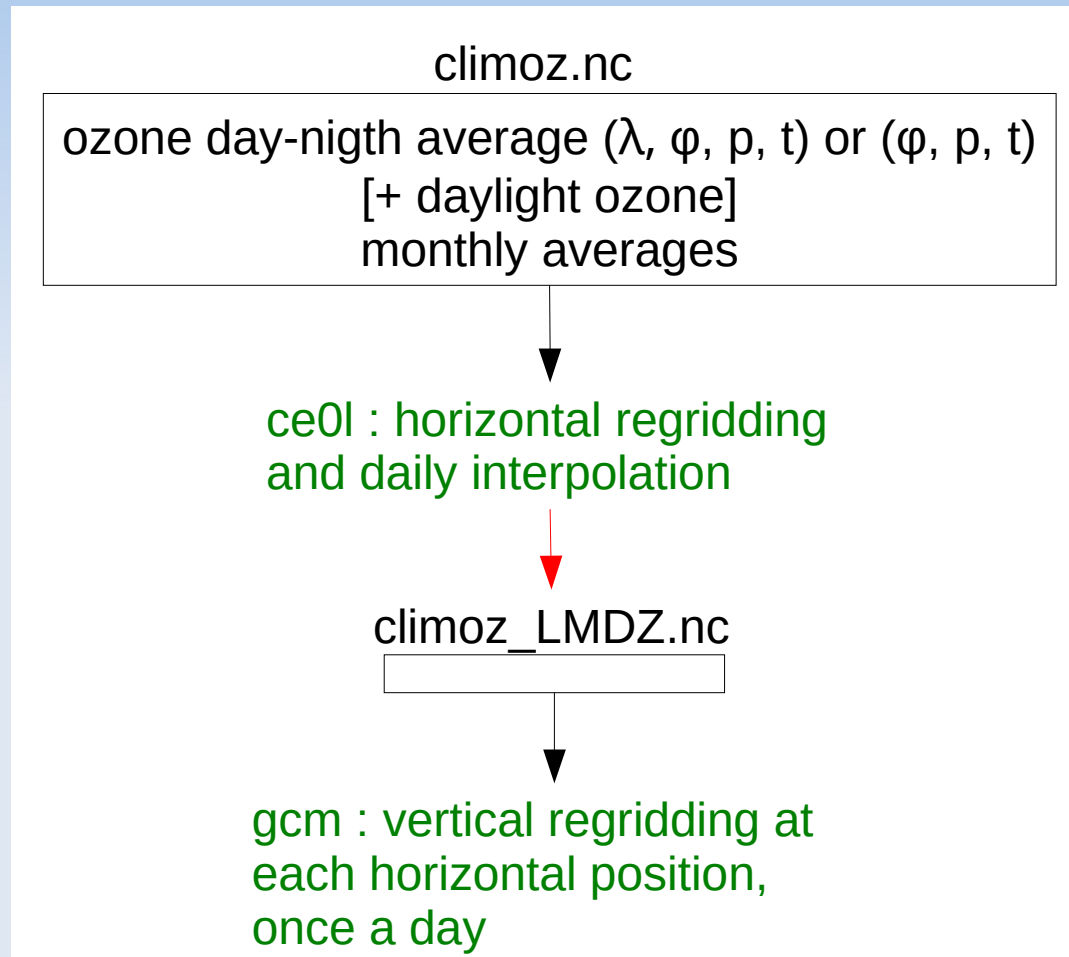 climoz.nc
ozone day-nigth average (λ, φ, p, t) or (φ, p, t)
[+ daylight ozone]
monthly averages
ce0l : horizontal regridding
and daily interpolation
climoz_LMDZ.nc
gcm : vertical regridding at
each horizontal position,
once a day